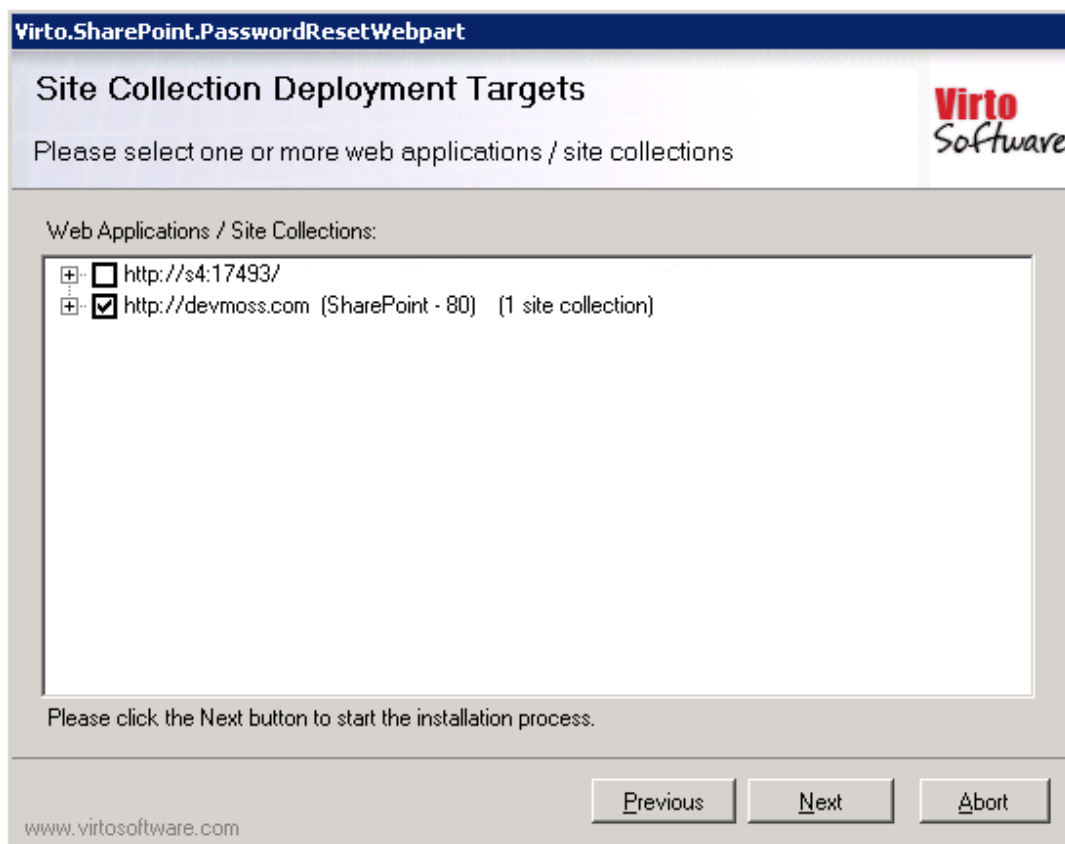 Virto.SharePoint.PasswordResetWebpart
Site Collection Deployment Targets
Please select one or more web applications / site collections
Virto
Software
Web Applications / Site Collections:
http://s4:17493/
http://devmoss.com (SharePoint - 80) (1 site collection)
Please click the Next button to start the installation process.
Previous Next Abort
www.virtosoftware.com